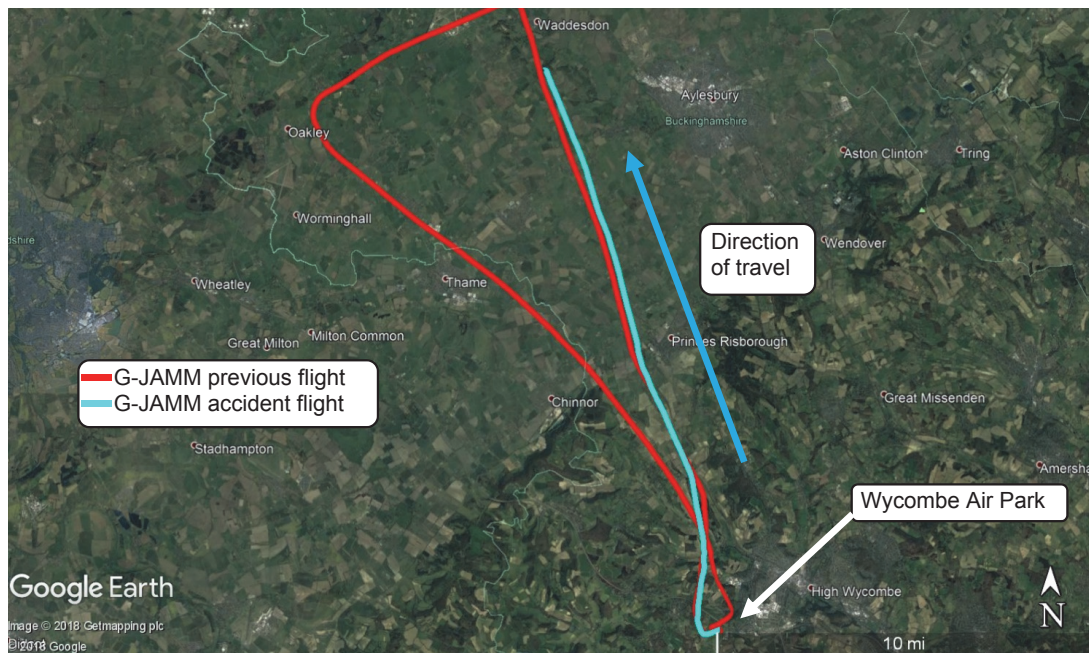 Waddesdon
Aylesbury
Buckinghamshire
Oakley
Aston Clinton
Tring
Worminghall
Direction
of travel
Wendover
dshire
Wheatley
Thame
Milton Common
Great Milton
Princes Risborough
G-JAMM previous flight
G-JAMM accident flight
Chinnor
Great Missenden
Stadhampton
Amersha
Wycombe Air Park
Google Earth
High Wycombe
N
Image © 2018 Getmapping plc
© 2018 Google
10 mi